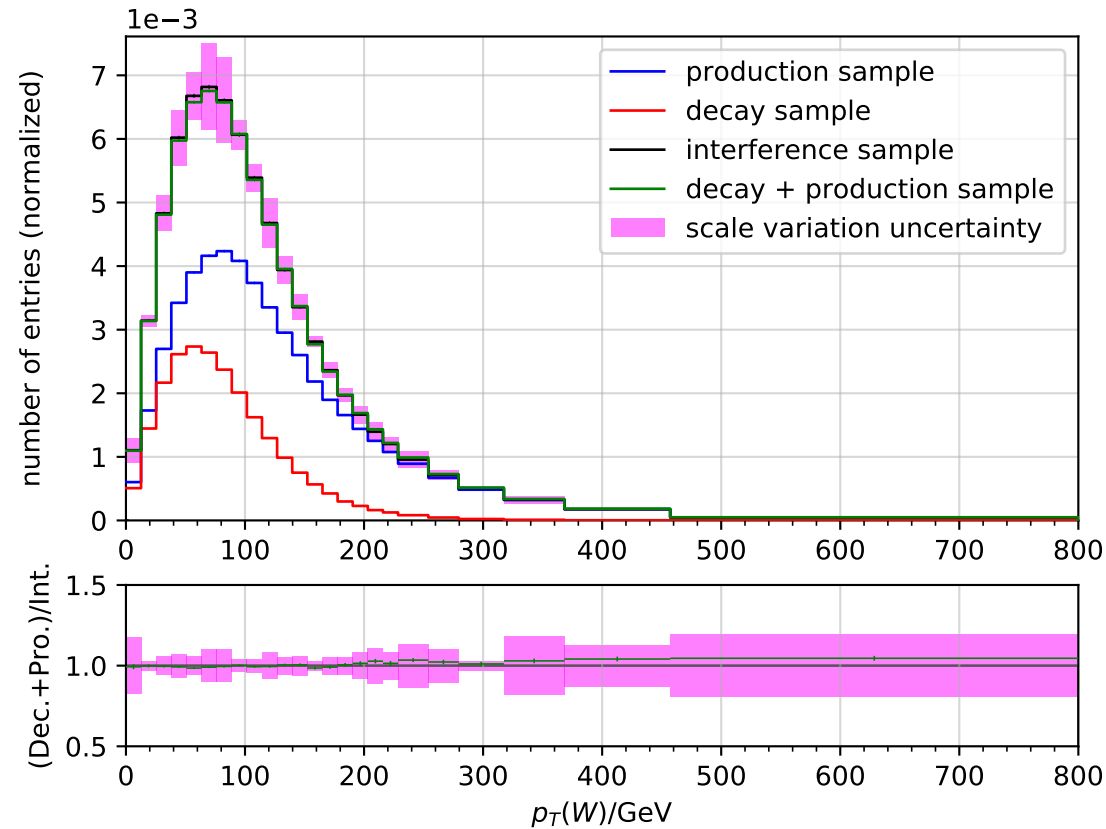 1e−3
number of entries (normalized)
7
6
5
4
3
2
1
0
production sample
decay sample
interference sample
decay + production sample
scale variation uncertainty
0 100 200 300 400 500 600 700 800
(Dec.+Pro.)/Int.
1.5
1.0
0.5
0 100 200 300 400 500 600 700 800
p_T(W)/GeV